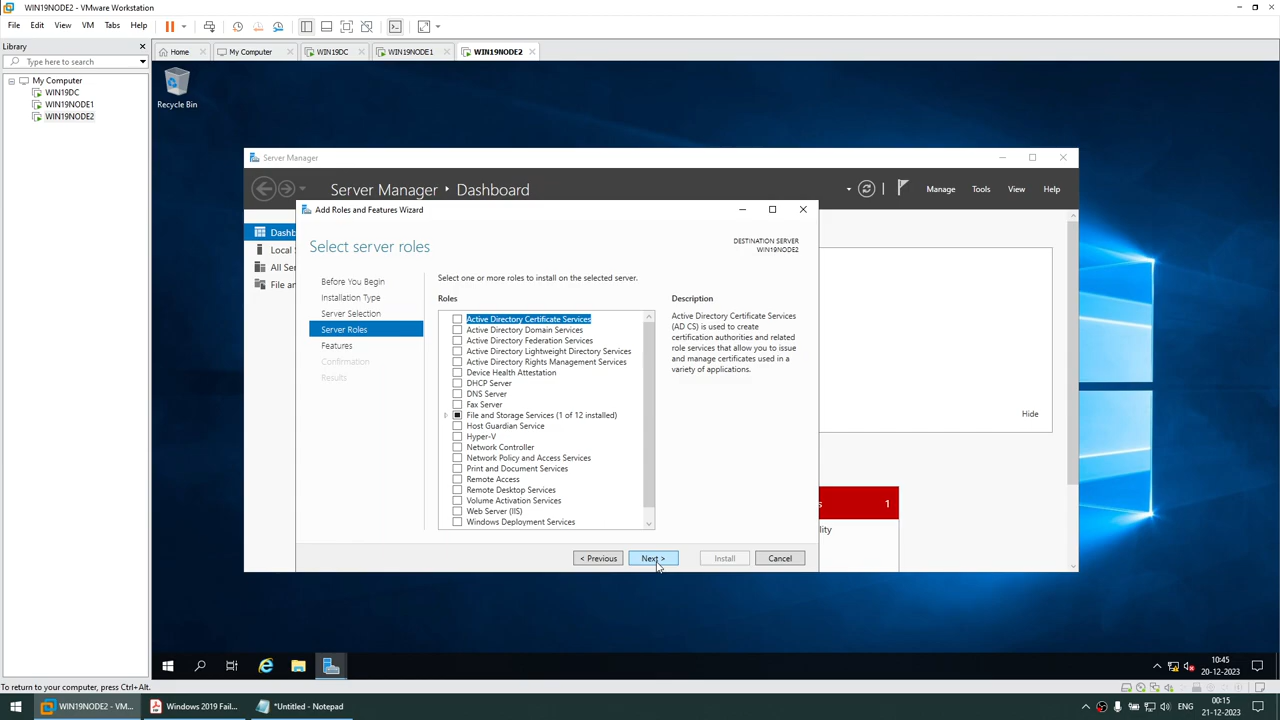 WIN19NODE2 - VMware Workstation
File Edit View VM Tabs Help
Library
Type here to search
My Computer
WIN19DC
WIN19NODE1
WIN19NODE2
Home
My Computer
WIN19DC
WIN19NODE1
WIN19NODE2
Recycle Bin
Server Manager
Server Manager • Dashboard
Manage Tools View Help
Dashb
Local
All Ser
File an
Add Roles and Features Wizard
Select server roles
DESTINATION SERVER
WIN19NODE2
Before You Begin
Installation Type
Server Selection
Server Roles
Features
Confirmation
Results
Select one or more roles to install on the selected server.
Roles
Active Directory Certificate Services
Active Directory Domain Services
Active Directory Federation Services
Active Directory Lightweight Directory Services
Active Directory Rights Management Services
Device Health Attestation
DHCP Server
DNS Server
Fax Server
File and Storage Services (1 of 12 installed)
Host Guardian Service
Hyper-V
Network Controller
Network Policy and Access Services
Print and Document Services
Remote Access
Remote Desktop Services
Volume Activation Services
Web Server (IIS)
Windows Deployment Services
Description
Active Directory Certificate Services
(AD CS) is used to create
certification authorities and related
role services that allow you to issue
and manage certificates used in a
variety of applications.
< Previous
Next >
Install
Cancel
Hide
s 1
ility
10:45
20-12-2023
To return to your computer, press Ctrl+Alt.
WIN19NODE2 - VM...
Windows 2019 Fail...
*Untitled - Notepad
ENG
00:15
21-12-2023